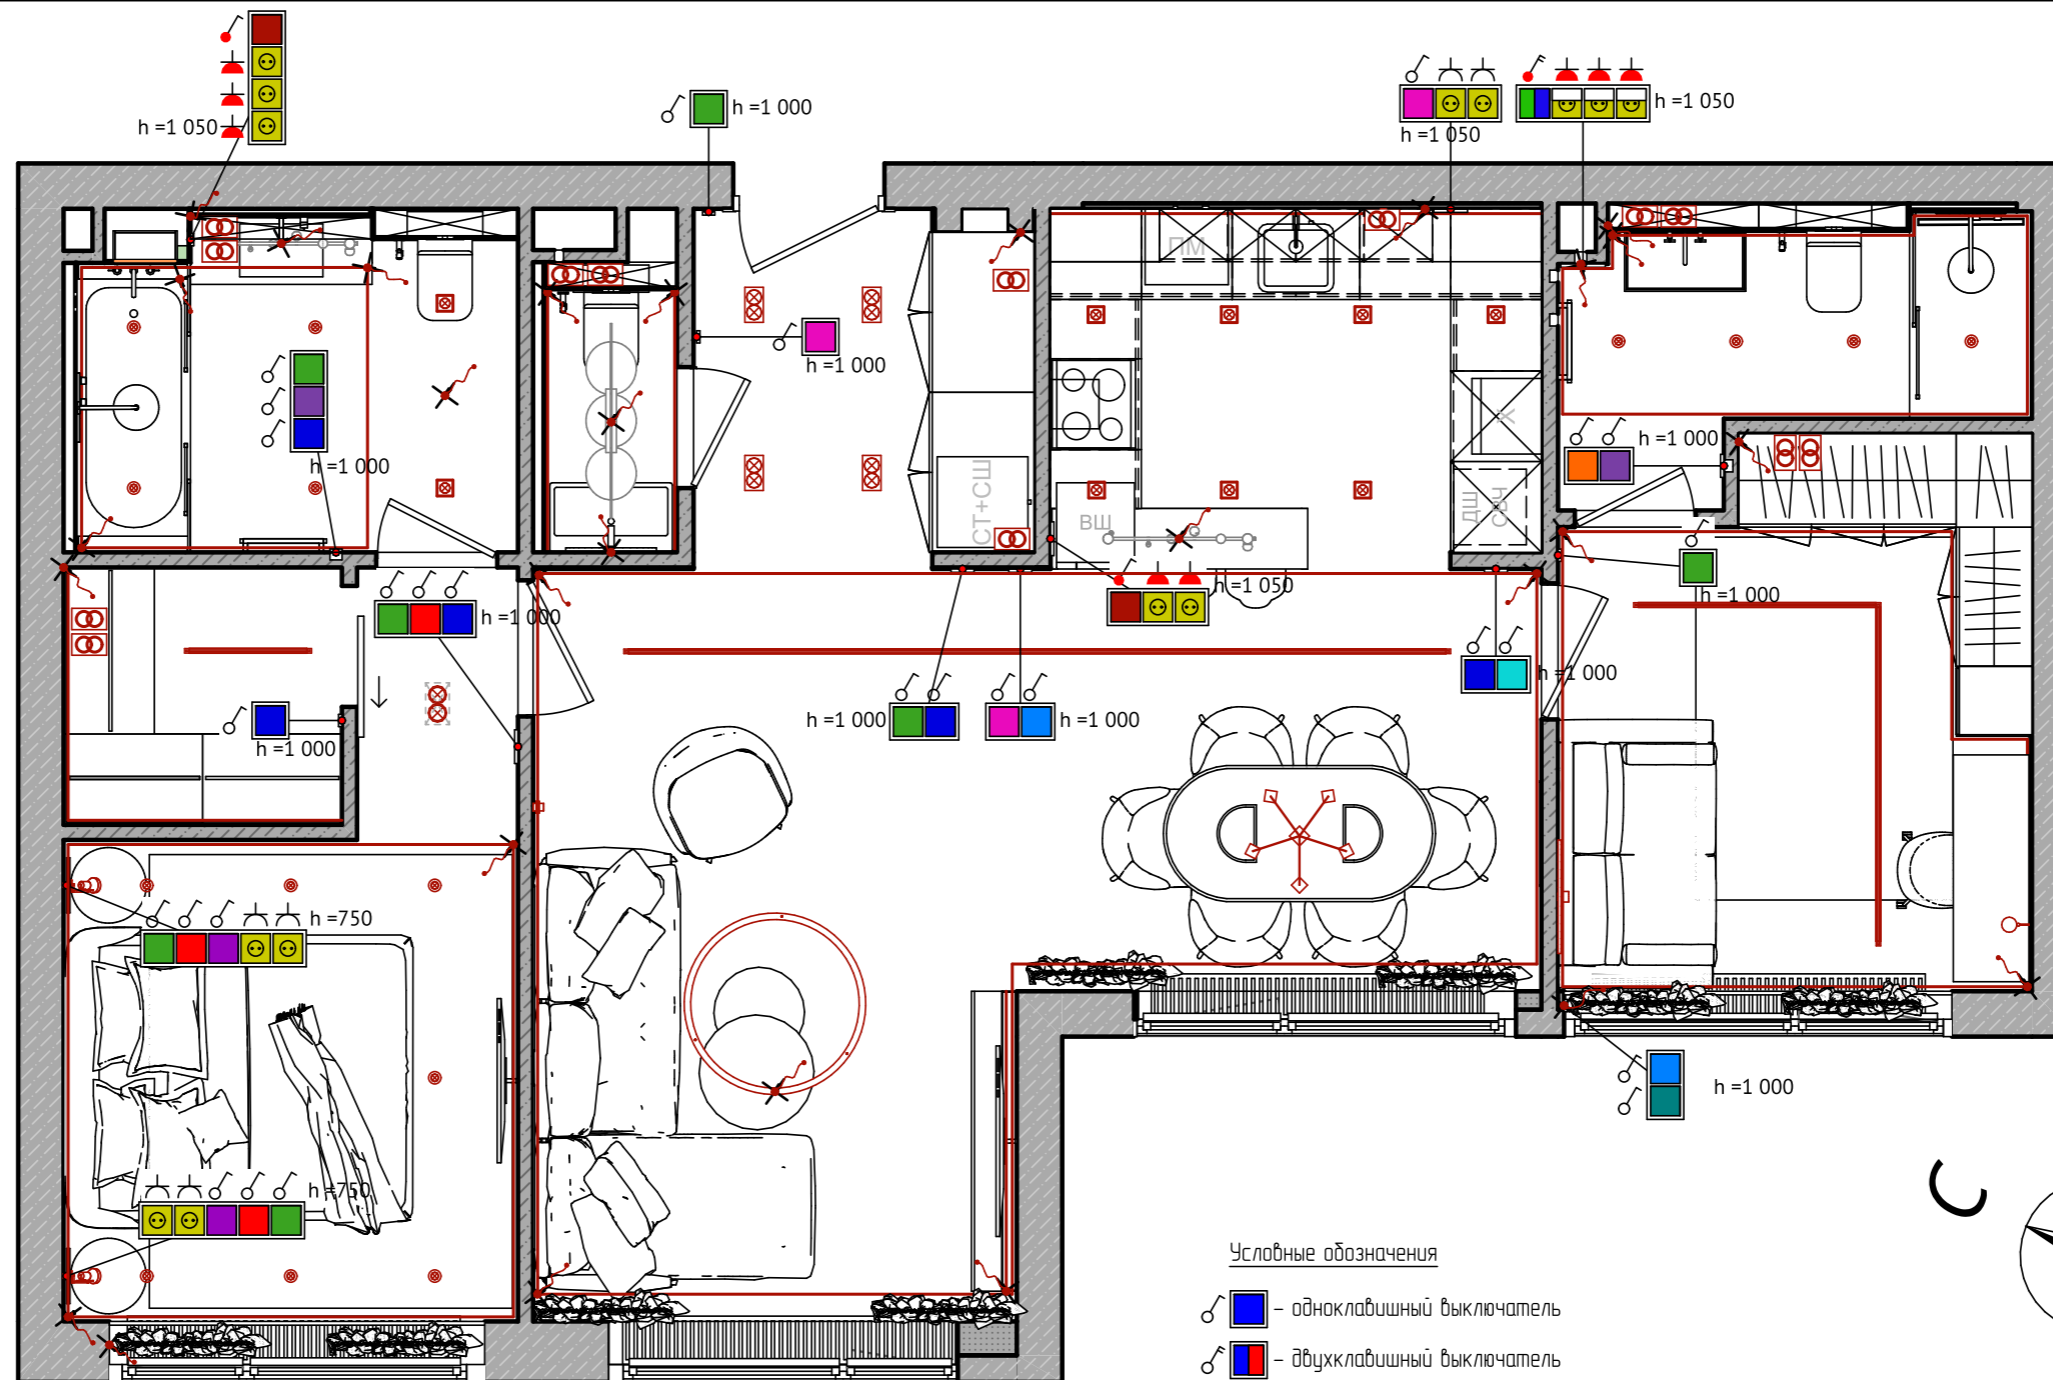 h =1 050
h =1 000
h =1 050
h =1 050
ПМ
h =1 000
Х
h =1 000
h =1 000
СТ+СШ
ВШ
ДШ
СВЧ
h =1 000
h =1 050
h =1 000
h =1 000
h =1 000
h =1 000
h =1 000
h =1 000
h =750
h =1 000
h =750
С
Условные обозначения
– одноклавишный выключатель
– двухклавишный выключатель